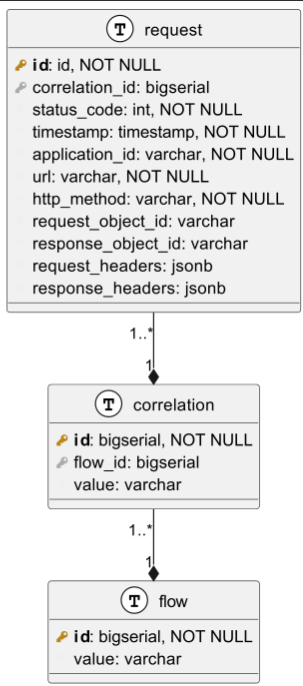 T request
id: id, NOT NULL
correlation_id: bigserial
status_code: int, NOT NULL
timestamp: timestamp, NOT NULL
application_id: varchar, NOT NULL
url: varchar, NOT NULL
http_method: varchar, NOT NULL
request_object_id: varchar
response_object_id: varchar
request_headers: jsonb
response_headers: jsonb
1..*
1
T correlation
id: bigserial, NOT NULL
flow_id: bigserial
value: varchar
1..*
1
T flow
id: bigserial, NOT NULL
value: varchar